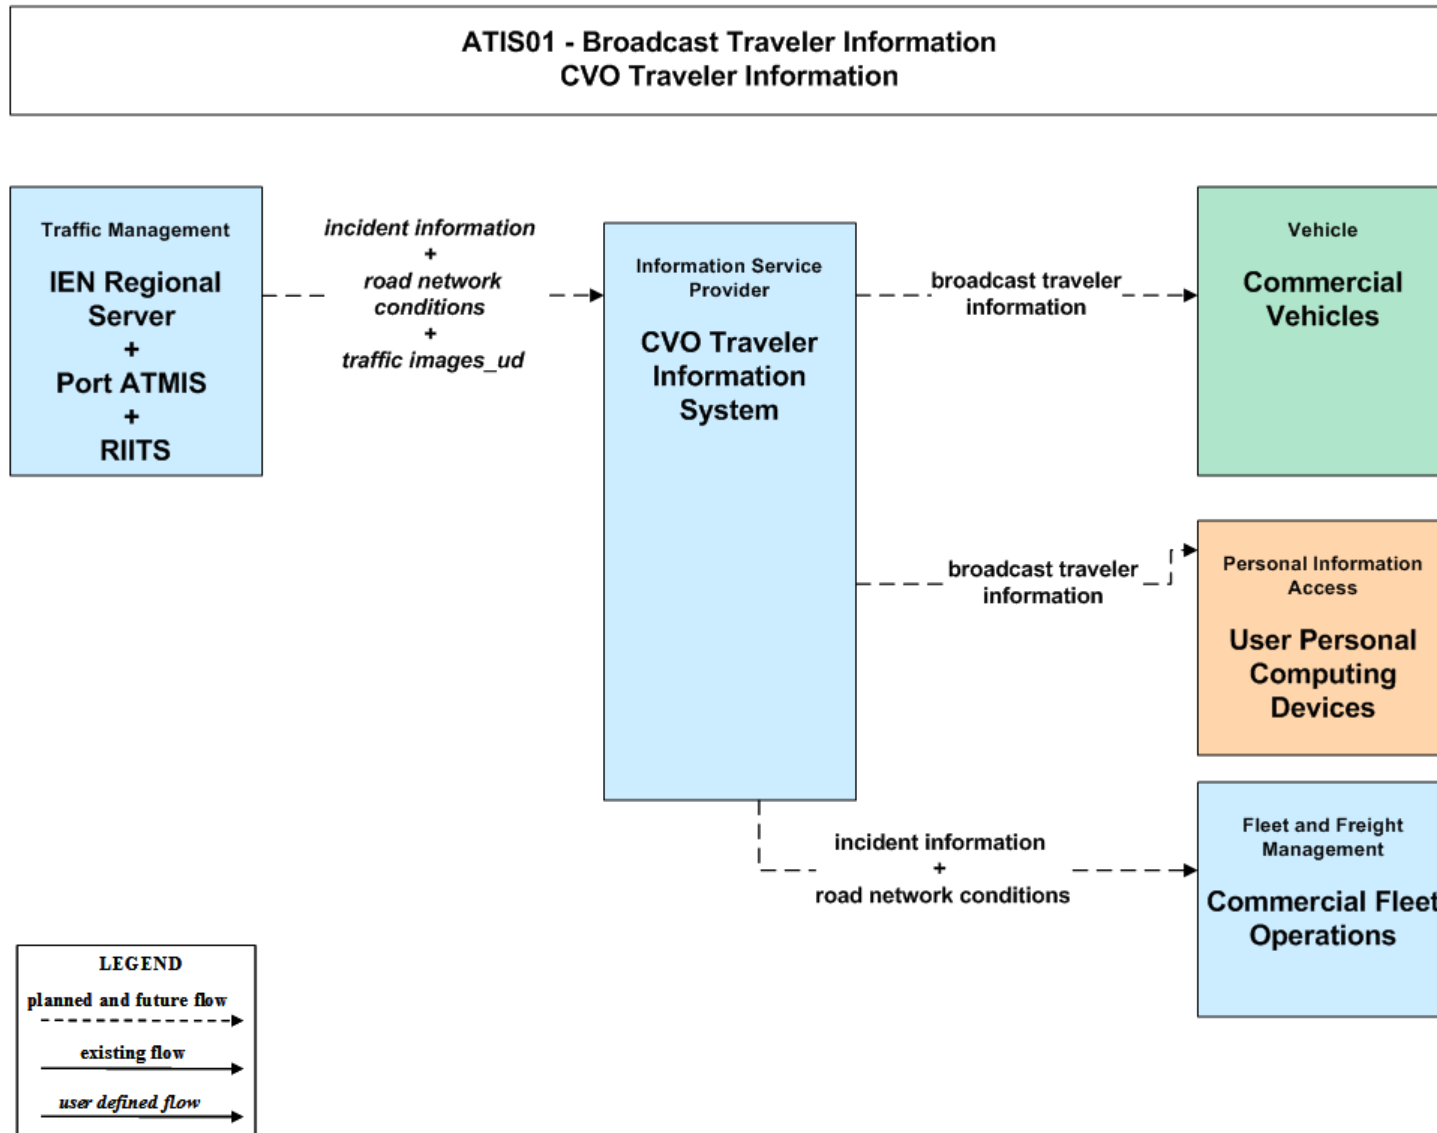 ATIS01 - Broadcast Traveler Information
CVO Traveler Information
Traffic Management
IEN Regional
Server
+
Port ATMIS
+
RIITS
incident information
+
road network
conditions
+
traffic images_ud
Information Service
Provider
CVO Traveler
Information
System
broadcast traveler
information
Vehicle
Commercial
Vehicles
broadcast traveler
information
Personal Information
Access
User Personal
Computing
Devices
incident information
+
road network conditions
Fleet and Freight
Management
Commercial Fleet
Operations
LEGEND
planned and future flow
existing flow
user defined flow